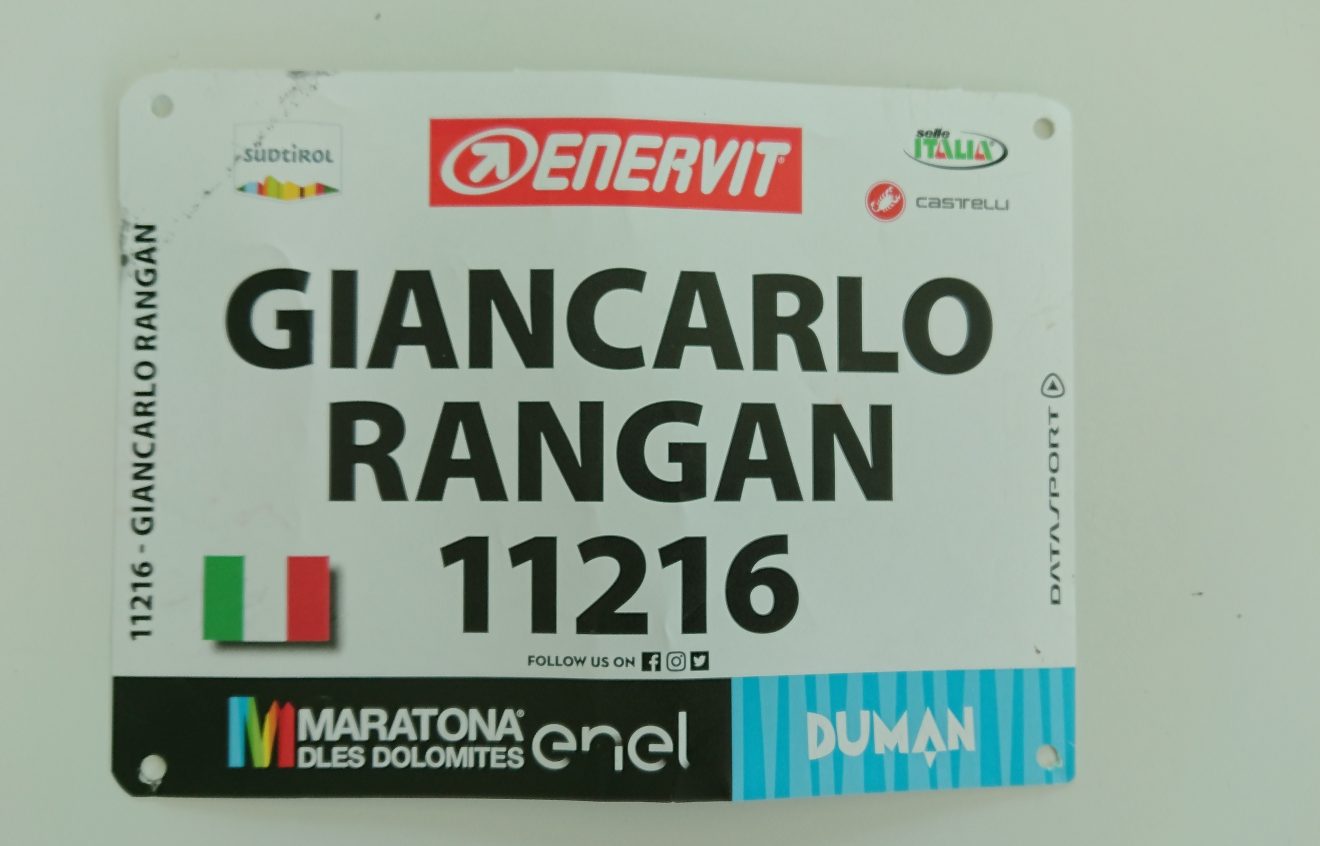 SÜDTIROL
ENERVIT
selle
ITALIA
CASTELLI
11216 - GIANCARLO RANGAN
GIANCARLO
RANGAN
11216
DATASPORT
FOLLOW US ON
MARATONA®
DLES DOLOMITES
enel
DUMAN